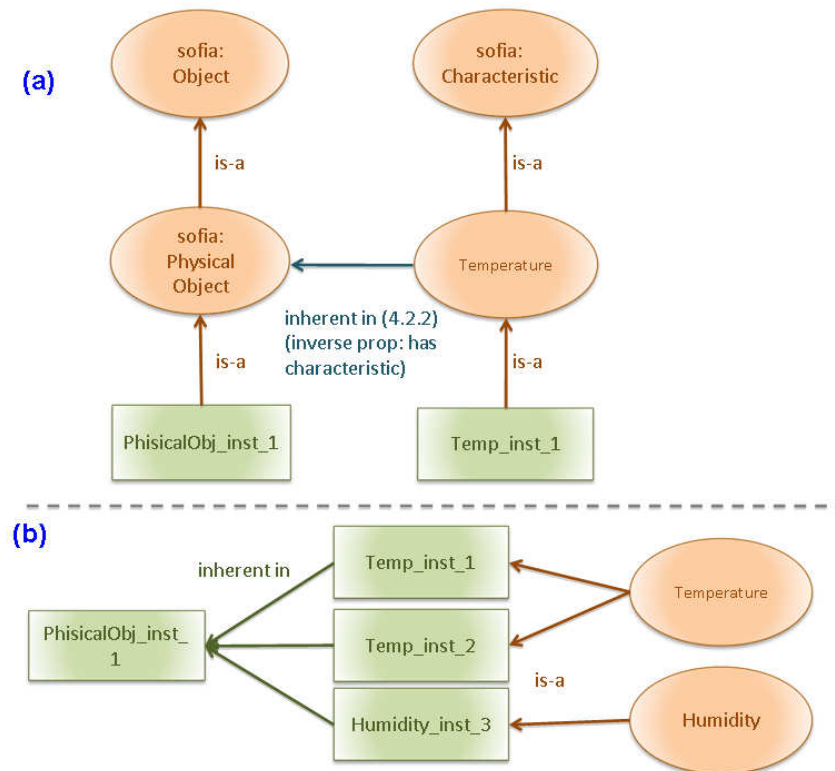 sofia:
Object
sofia:
Characteristic
(a)
is-a
is-a
sofia:
Physical
Object
Temperature
inherent in (4.2.2)
(inverse prop: has
characteristic)
is-a
is-a
PhisicalObj_inst_1
Temp_inst_1
(b)
inherent in
Temp_inst_1
Temperature
PhisicalObj_inst_
1
Temp_inst_2
is-a
Humidity_inst_3
Humidity